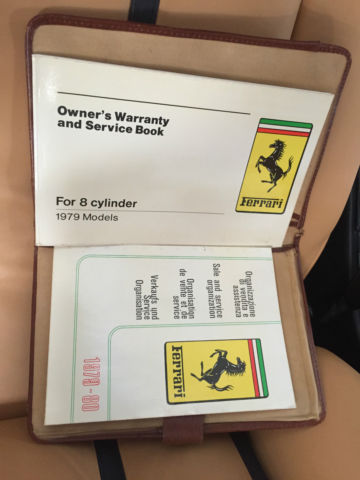 Owner's Warranty
and Service Book
Ferrari
For 8 cylinder
1979 Models
Organizzazione
di vendita e
assistenza
Sale and service
organization
Organisation
de vente et de
service
Verkaufs und
Service
Organisation
1979-80
Ferrari